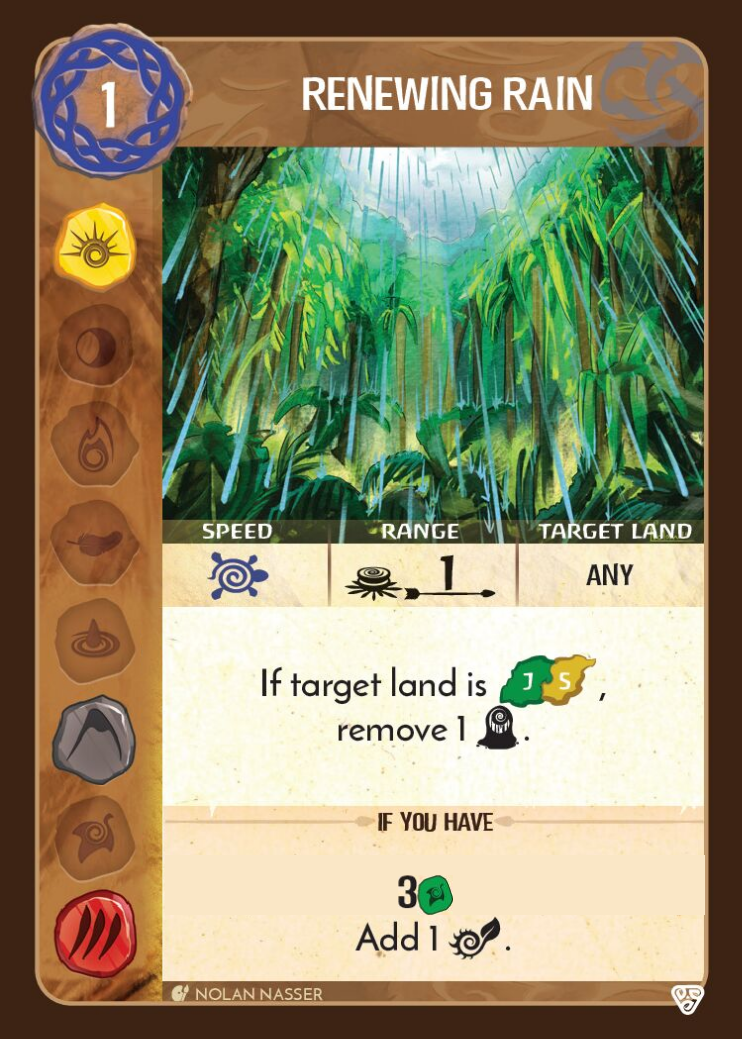 1
RENEWING RAIN
SPEED RANGE TARGET LAND
1 ANY
If target land is J S ,
remove 1 .
IF YOU HAVE
3
Add 1 .
NOLAN NASSER